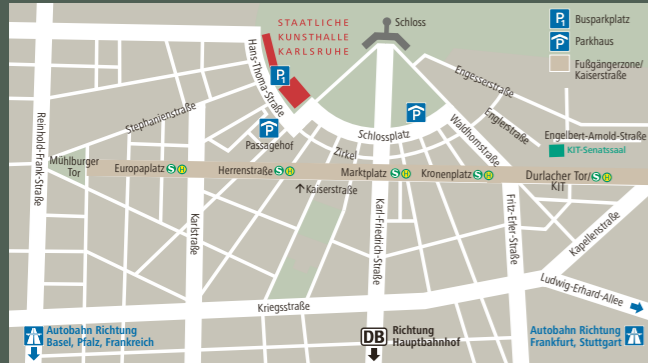 STAATLICHE
KUNSTHALLE
KARLSRUHE
Schloss
P1
Busparkplatz
P
Parkhaus
Fußgängerzone/
Kaiserstraße
Hans-Thoma-Straße
P1
Engesserstraße
Reinhold-Frank-Straße
Stephanienstraße
P
Passagehof
P
Schlossplatz
Waldhornstraße
Englerstraße
Engelbert-Arnold-Straße
KIT-Senatssaal
Zirkel
Mühlburger
Tor
Europaplatz S H
Herrenstraße S H
Marktplatz S H
Kronenplatz S H
Durlacher Tor/ S H
KIT
Kaiserstraße
Karlstraße
Karl-Friedrich-Straße
Fritz-Erler-Straße
Kapellenstraße
Ludwig-Erhard-Allee
Kriegsstraße
Autobahn Richtung
Basel, Pfalz, Frankreich
DB
Richtung
Hauptbahnhof
Autobahn Richtung
Frankfurt, Stuttgart